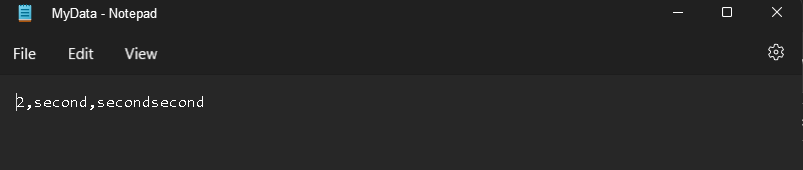 MyData - Notepad
File Edit View
2,second,secondsecond